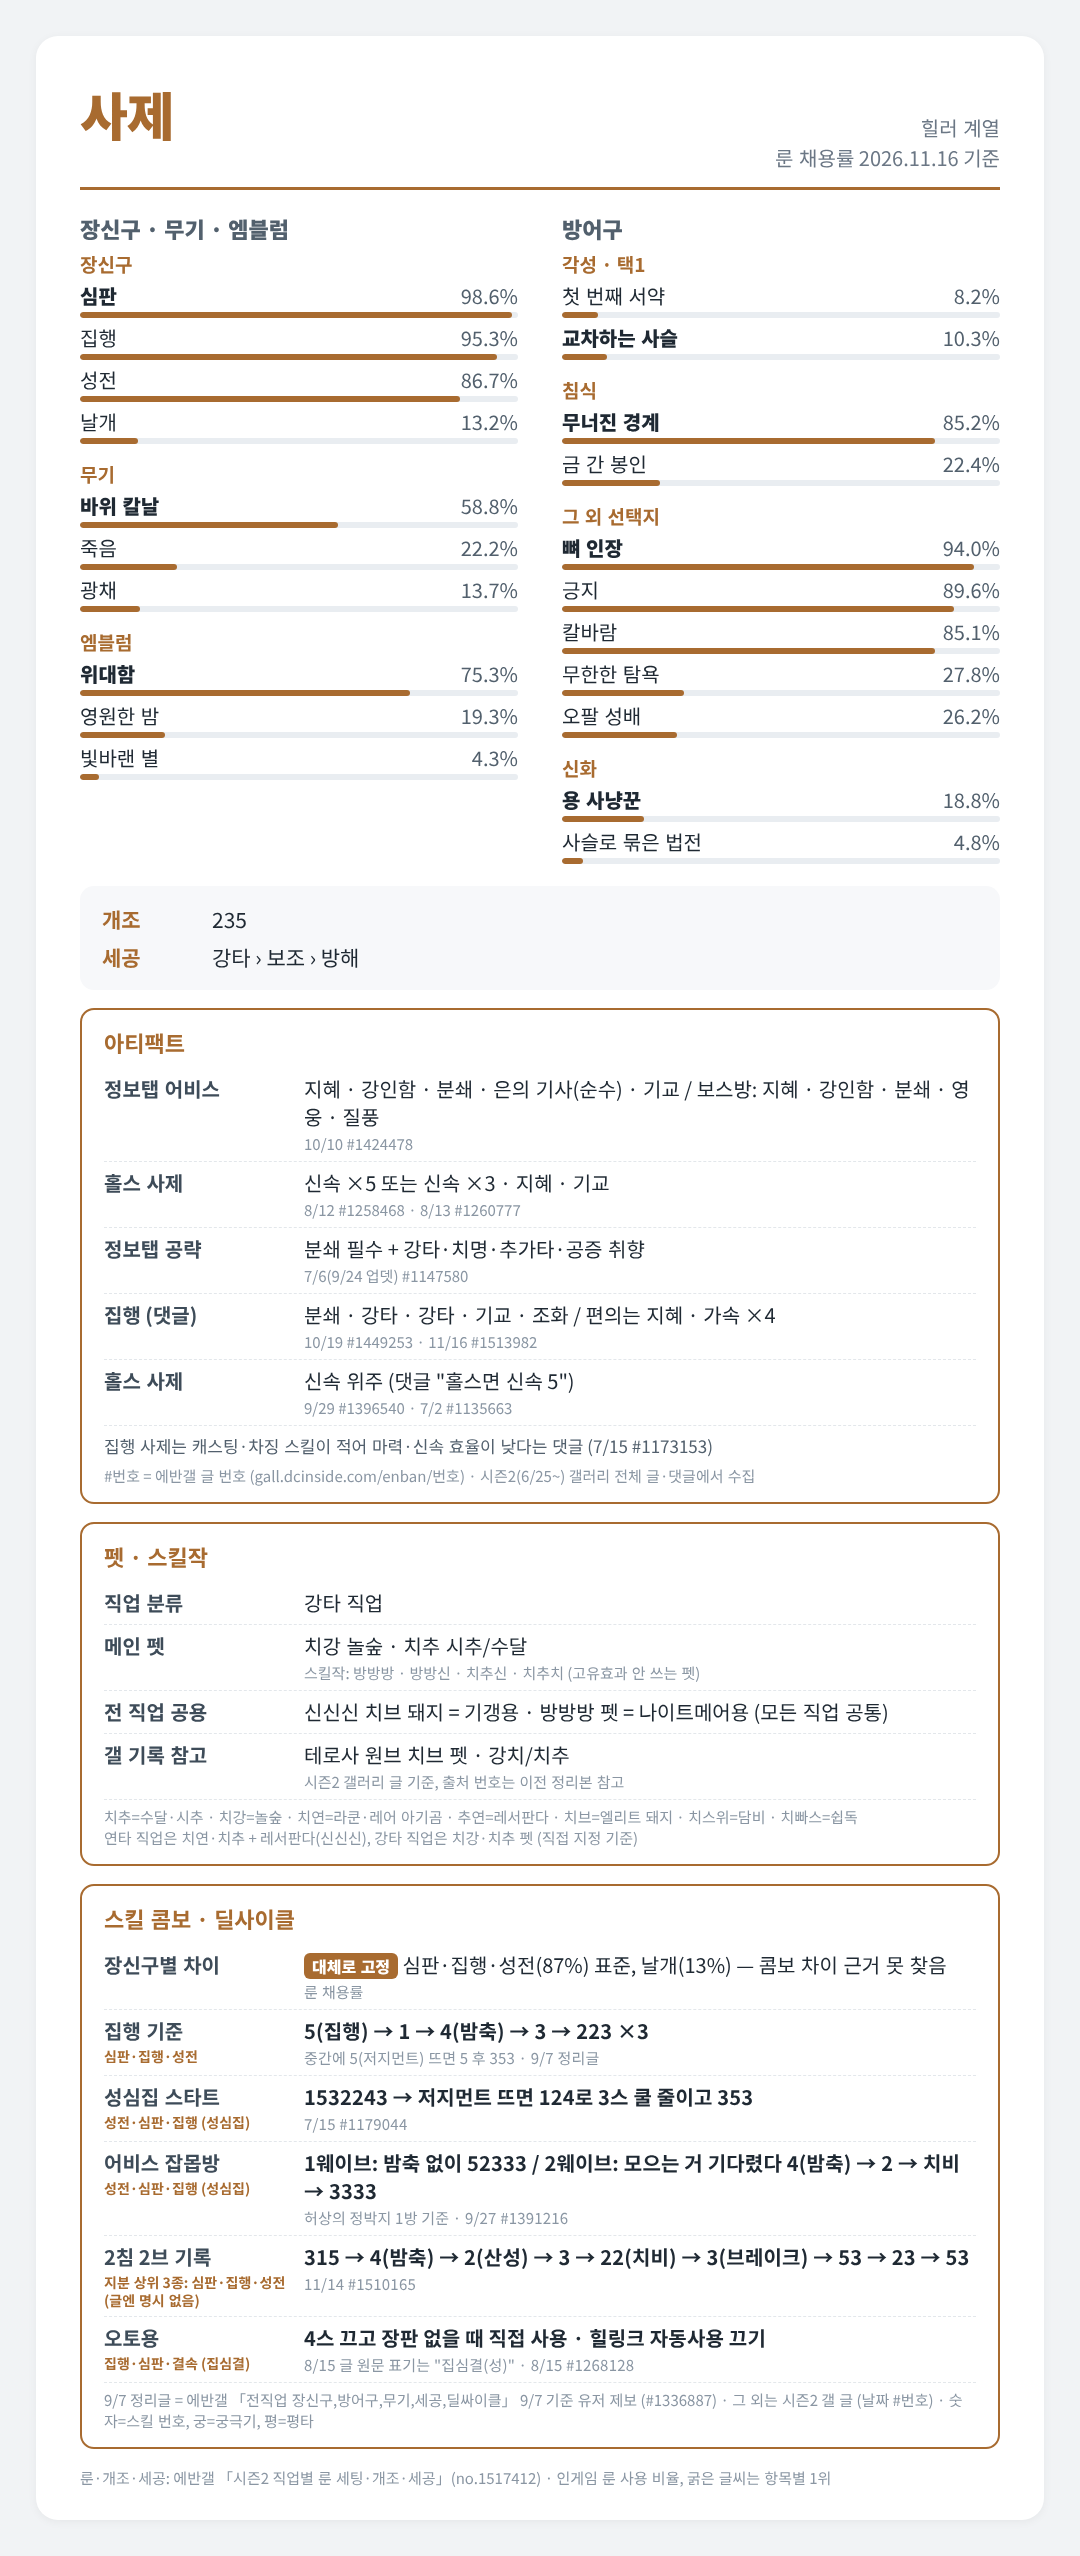 사제
힐러 계열
룬 채용률 2026.11.16 기준
장신구 · 무기 · 엠블럼
장신구
심판 98.6%
집행 95.3%
성전 86.7%
날개 13.2%
무기
바위 칼날 58.8%
죽음 22.2%
광채 13.7%
엠블럼
위대함 75.3%
영원한 밤 19.3%
빛바랜 별 4.3%
방어구
각성 · 택1
첫 번째 서약 8.2%
교차하는 사슬 10.3%
침식
무너진 경계 85.2%
금 간 봉인 22.4%
그 외 선택지
뼈 인장 94.0%
긍지 89.6%
칼바람 85.1%
무한한 탐욕 27.8%
오팔 성배 26.2%
신화
용 사냥꾼 18.8%
사슬로 묶은 법전 4.8%
개조 235
세공 강타 › 보조 › 방해
아티팩트
정보탭 어비스 지혜 · 강인함 · 분쇄 · 은의 기사(순수) · 기교 / 보스방: 지혜 · 강인함 · 분쇄 · 영
웅 · 질풍
10/10 #1424478
홀스 사제 신속 ×5 또는 신속 ×3 · 지혜 · 기교
8/12 #1258468 · 8/13 #1260777
정보탭 공략 분쇄 필수 + 강타·치명·추가타·공증 취향
7/6(9/24 업뎃) #1147580
집행 (댓글) 분쇄 · 강타 · 강타 · 기교 · 조화 / 편의는 지혜 · 가속 ×4
10/19 #1449253 · 11/16 #1513982
홀스 사제 신속 위주 (댓글 "홀스면 신속 5")
9/29 #1396540 · 7/2 #1135663
집행 사제는 캐스팅·차징 스킬이 적어 마력·신속 효율이 낮다는 댓글 (7/15 #1173153)
#번호 = 에반갤 글 번호 (gall.dcinside.com/enban/번호) · 시즌2(6/25~) 갤러리 전체 글·댓글에서 수집
펫 · 스킬작
직업 분류 강타 직업
메인 펫 치강 놀숲 · 치추 시추/수달
스킬작: 방방방 · 방방신 · 치추신 · 치추치 (고유효과 안 쓰는 펫)
전 직업 공용 신신신 치브 돼지 = 기갱용 · 방방방 펫 = 나이트메어용 (모든 직업 공통)
갤 기록 참고 테로사 원브 치브 펫 · 강치/치추
시즌2 갤러리 글 기준, 출처 번호는 이전 정리본 참고
치추=수달·시추 · 치강=놀숲 · 치연=라쿤·레어 아기곰 · 추연=레서판다 · 치브=엘리트 돼지 · 치스위=담비 · 치빠스=쉽독
연타 직업은 치연·치추 + 레서판다(신신신), 강타 직업은 치강·치추 펫 (직접 지정 기준)
스킬 콤보 · 딜사이클
장신구별 차이 대체로 고정 심판·집행·성전(87%) 표준, 날개(13%) — 콤보 차이 근거 못 찾음
룬 채용률
집행 기준 5(집행) → 1 → 4(밤축) → 3 → 223 ×3
심판·집행·성전 중간에 5(저지먼트) 뜨면 5 후 353 · 9/7 정리글
성심집 스타트 1532243 → 저지먼트 뜨면 124로 3스 쿨 줄이고 353
성전·심판·집행 (성심집) 7/15 #1179044
어비스 잡몹방 1웨이브: 밤축 없이 52333 / 2웨이브: 모으는 거 기다렸다 4(밤축) → 2 → 치비
성전·심판·집행 (성심집) → 3333
허상의 정박지 1방 기준 · 9/27 #1391216
2침 2브 기록 315 → 4(밤축) → 2(산성) → 3 → 22(치비) → 3(브레이크) → 53 → 23 → 53
지분 상위 3종: 심판·집행·성전 11/14 #1510165
(글엔 명시 없음)
오토용 4스 끄고 장판 없을 때 직접 사용 · 힐링크 자동사용 끄기
집행·심판·결속 (집심결) 8/15 글 원문 표기는 "집심결(성)" · 8/15 #1268128
9/7 정리글 = 에반갤 「전직업 장신구,방어구,무기,세공,딜싸이클」 9/7 기준 유저 제보 (#1336887) · 그 외는 시즌2 갤 글 (날짜 #번호) · 숫
자=스킬 번호, 궁=궁극기, 평=평타
룬·개조·세공: 에반갤 「시즌2 직업별 룬 세팅·개조·세공」(no.1517412) · 인게임 룬 사용 비율, 굵은 글씨는 항목별 1위